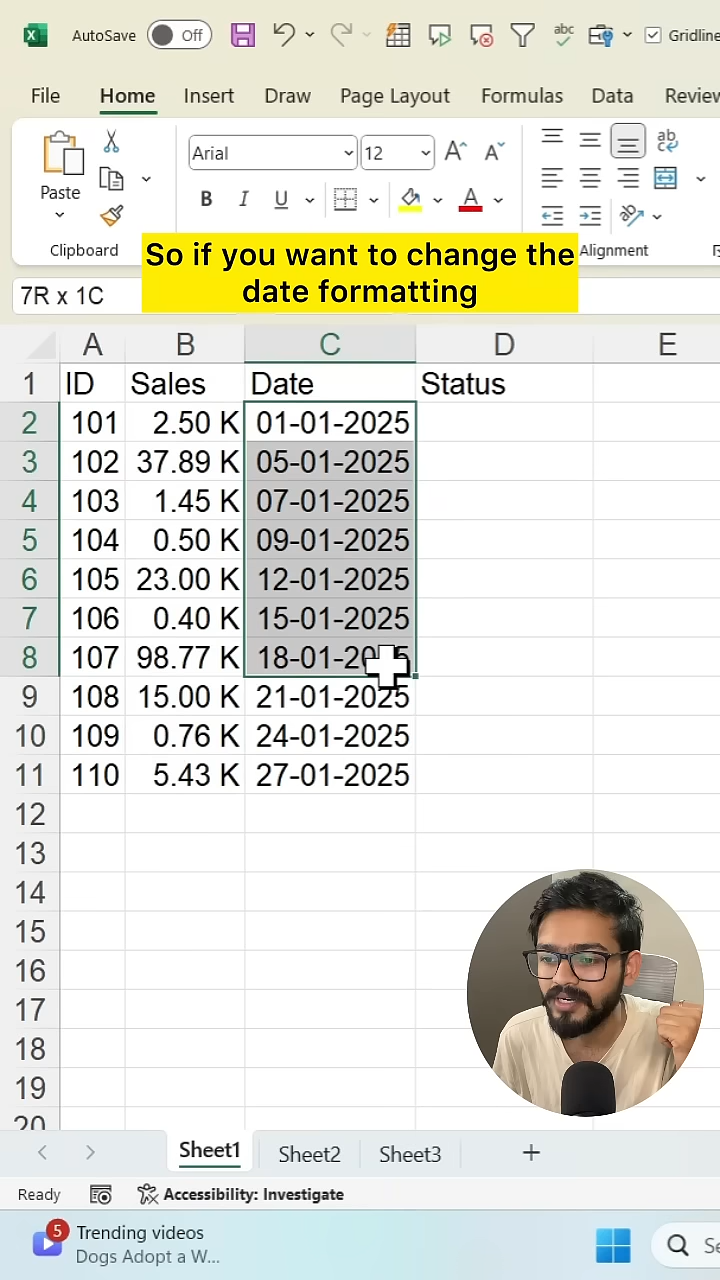 AutoSave Off abc Gridline
File Home Insert Draw Page Layout Formulas Data Review
Paste Arial 12 A A ab
B I U A
Clipboard Alignment
So if you want to change the
date formatting
7R x 1C
A B C D E
1 ID Sales Date Status
2 101 2.50 K 01-01-2025
3 102 37.89 K 05-01-2025
4 103 1.45 K 07-01-2025
5 104 0.50 K 09-01-2025
6 105 23.00 K 12-01-2025
7 106 0.40 K 15-01-2025
8 107 98.77 K 18-01-2025
9 108 15.00 K 21-01-2025
10 109 0.76 K 24-01-2025
11 110 5.43 K 27-01-2025
12
13
14
15
16
17
18
19
20
Sheet1 Sheet2 Sheet3
Ready Accessibility: Investigate
5 Trending videos
Dogs Adopt a W... Se